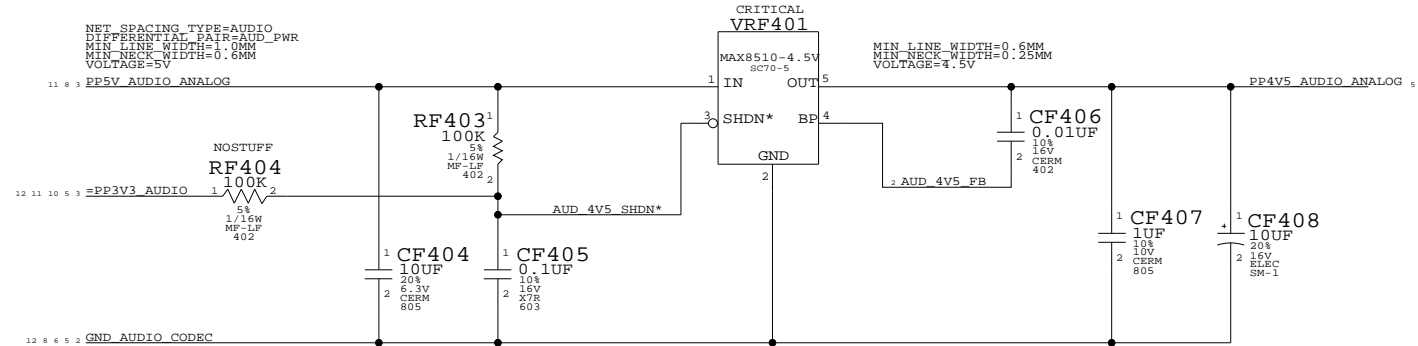 CRITICAL
VRF401
NET_SPACING_TYPE=AUDIO
DIFFERENTIAL_PAIR=AUD_PWR
MIN_LINE_WIDTH=1.0MM
MIN_NECK_WIDTH=0.6MM
VOLTAGE=5V
MAX8510-4.5V
SC70-5
MIN_LINE_WIDTH=0.6MM
MIN_NECK_WIDTH=0.25MM
VOLTAGE=4.5V
11 8 3 PP5V_AUDIO_ANALOG
1 IN OUT 5
PP4V5_AUDIO_ANALOG 5
3 SHDN* BP 4
GND
2
RF403
1
100K
5%
1/16W
MF-LF
402
2
1 CF406
0.01UF
10%
16V
CERM
402
2
NOSTUFF
RF404
100K
12 11 10 5 3 =PP3V3_AUDIO
1 2
5%
1/16W
MF-LF
402
2 AUD_4V5_FB
AUD_4V5_SHDN*
1 CF404
10UF
20%
6.3V
CERM
805
2
1 CF405
0.1UF
10%
16V
X7R
603
2
1 CF407
1UF
10%
10V
CERM
805
2
+
1 CF408
10UF
20%
16V
ELEC
SM-1
2
12 8 6 5 2 GND_AUDIO_CODEC